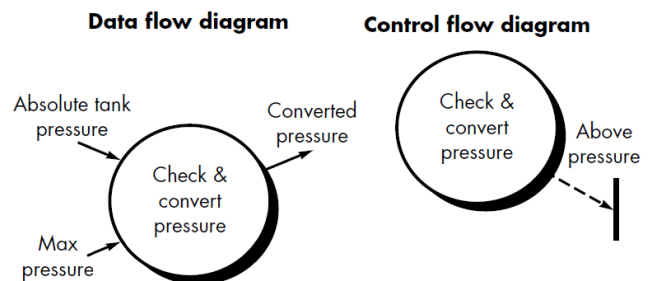 Data flow diagram
Absolute tank
pressure
Converted
pressure
Check &
convert
pressure
Max
pressure
Control flow diagram
Check &
convert
pressure
Above
pressure